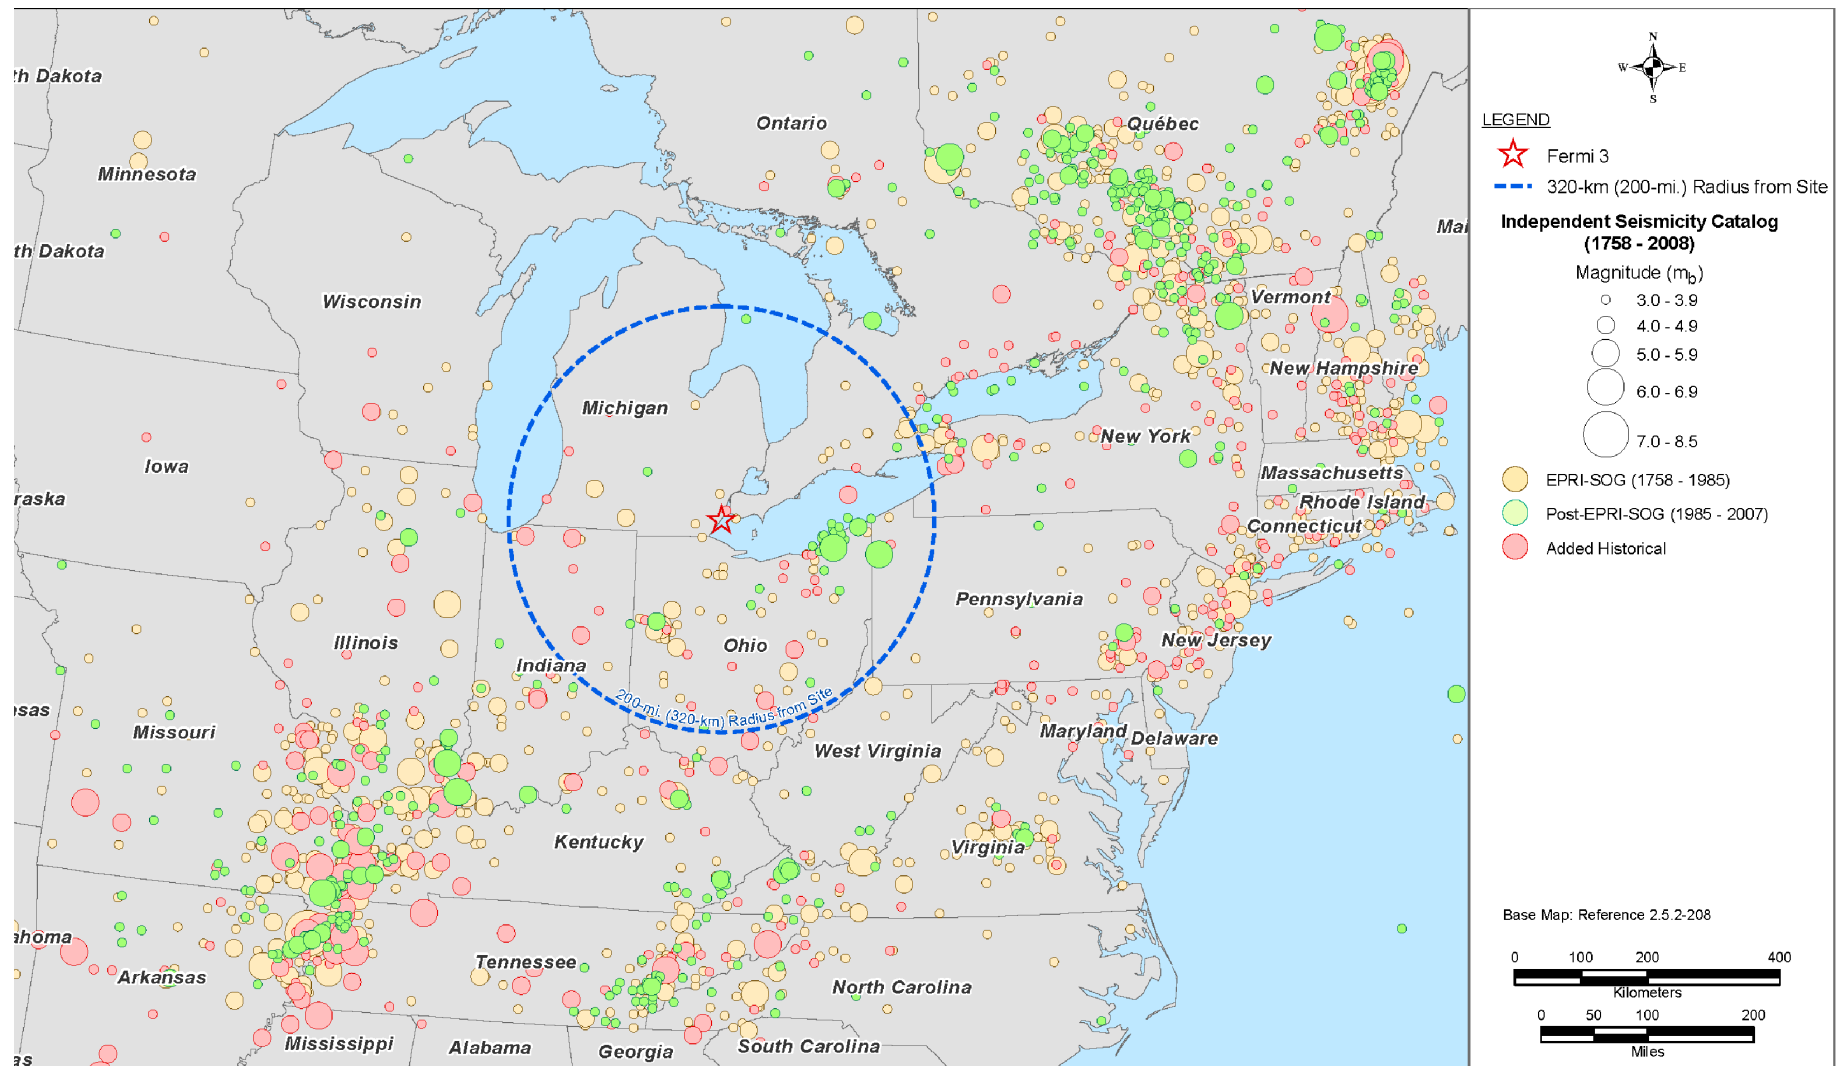 th Dakota
Ontario
Québec
Minnesota
Mai
th Dakota
Wisconsin
Vermont
New Hampshire
Michigan
New York
Iowa
Massachusetts
raska
Rhode Island
Connecticut
Pennsylvania
Illinois
Ohio
New Jersey
Indiana
200-mi. (320-km) Radius from Site
sas
Missouri
Maryland
Delaware
West Virginia
Kentucky
Virginia
ahoma
Tennessee
Arkansas
North Carolina
Mississippi
Alabama
Georgia
South Carolina
as
N
W E
S
LEGEND
Fermi 3
320-km (200-mi.) Radius from Site
Independent Seismicity Catalog
(1758 - 2008)
Magnitude (mb)
3.0 - 3.9
4.0 - 4.9
5.0 - 5.9
6.0 - 6.9
7.0 - 8.5
EPRI-SOG (1758 - 1985)
Post-EPRI-SOG (1985 - 2007)
Added Historical
Base Map: Reference 2.5.2-208
0 100 200 400
Kilometers
0 50 100 200
Miles